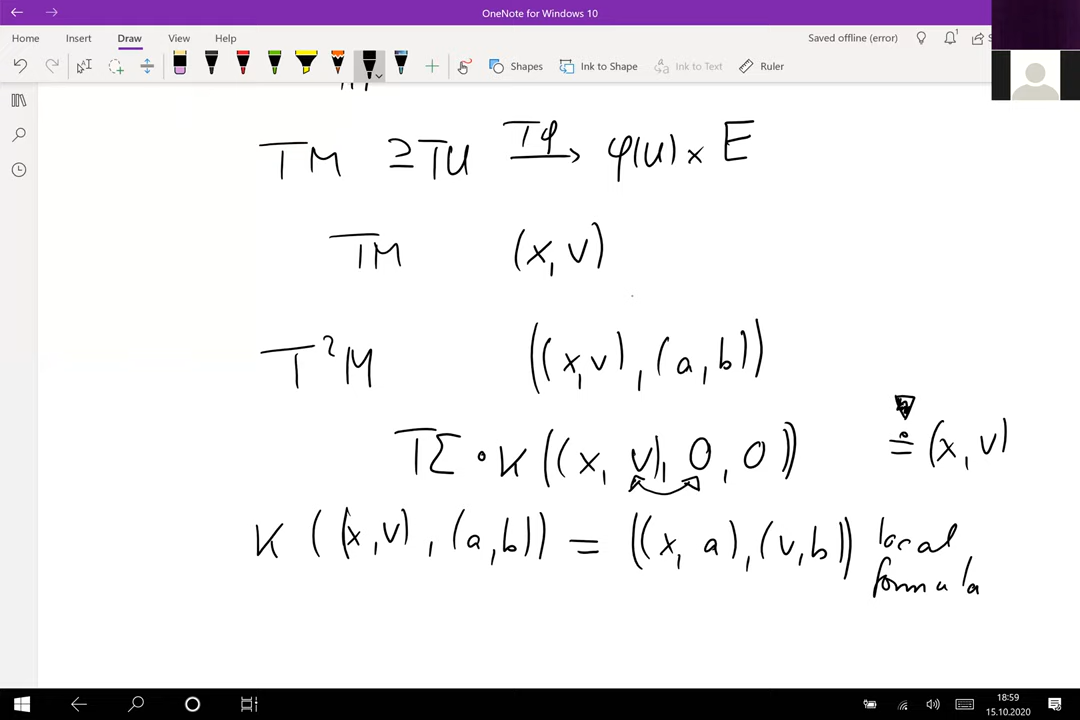 OneNote for Windows 10
Home Insert Draw View Help
Saved offline (error)
Shapes Ink to Shape Ink to Text Ruler
TM ⊇ TU —Tφ→ φ(U) × E
TM (x, v)
T²M ((x, v), (a, b))
TΣ ∘ K((x, v), 0, 0)) ≐ (x, v)
K((x, v), (a, b)) = ((x, a), (v, b)) local
formula
18:59
15.10.2020